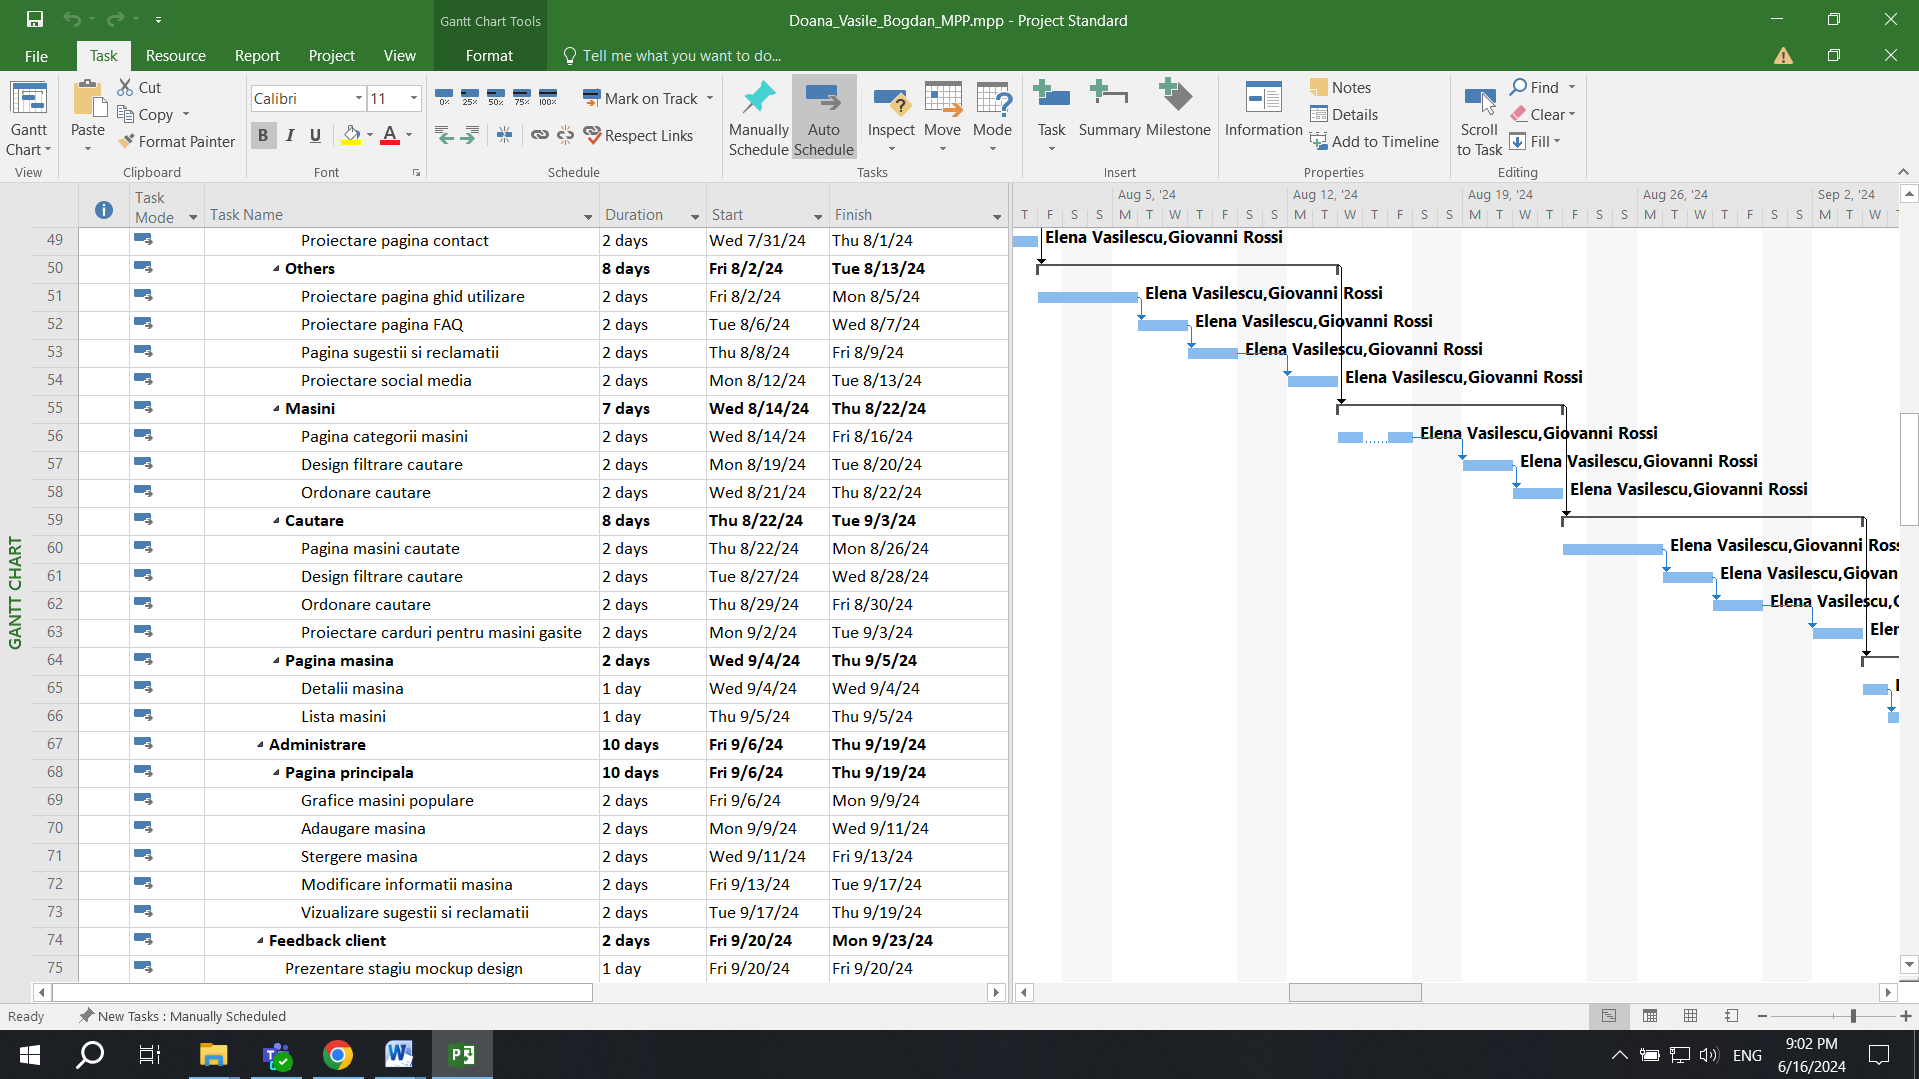 Gantt Chart Tools
Doana_Vasile_Bogdan_MPP.mpp - Project Standard
File Task Resource Report Project View Format Tell me what you want to do...
Gantt Chart
Paste
Cut
Copy
Format Painter
Calibri 11
B I U A
0% 25% 50% 75% 100%
Mark on Track
Respect Links
Manually Schedule
Auto Schedule
Inspect
Move
Mode
Task
Summary
Milestone
Information
Notes
Details
Add to Timeline
Scroll to Task
Find
Clear
Fill
View Clipboard Font Schedule Tasks Insert Properties Editing
Task Mode Task Name Duration Start Finish
Aug 5, '24 Aug 12, '24 Aug 19, '24 Aug 26, '24 Sep 2, '24
T F S S M T W T F S S M T W T F S S M T W T F S S M T W T F S S M T W
49 Proiectare pagina contact 2 days Wed 7/31/24 Thu 8/1/24 Elena Vasilescu,Giovanni Rossi
50 Others 8 days Fri 8/2/24 Tue 8/13/24
51 Proiectare pagina ghid utilizare 2 days Fri 8/2/24 Mon 8/5/24 Elena Vasilescu,Giovanni Rossi
52 Proiectare pagina FAQ 2 days Tue 8/6/24 Wed 8/7/24 Elena Vasilescu,Giovanni Rossi
53 Pagina sugestii si reclamatii 2 days Thu 8/8/24 Fri 8/9/24 Elena Vasilescu,Giovanni Rossi
54 Proiectare social media 2 days Mon 8/12/24 Tue 8/13/24 Elena Vasilescu,Giovanni Rossi
55 Masini 7 days Wed 8/14/24 Thu 8/22/24
56 Pagina categorii masini 2 days Wed 8/14/24 Fri 8/16/24 Elena Vasilescu,Giovanni Rossi
57 Design filtrare cautare 2 days Mon 8/19/24 Tue 8/20/24 Elena Vasilescu,Giovanni Rossi
58 Ordonare cautare 2 days Wed 8/21/24 Thu 8/22/24 Elena Vasilescu,Giovanni Rossi
59 Cautare 8 days Thu 8/22/24 Tue 9/3/24
60 Pagina masini cautate 2 days Thu 8/22/24 Mon 8/26/24 Elena Vasilescu,Giovanni Ross
61 Design filtrare cautare 2 days Tue 8/27/24 Wed 8/28/24 Elena Vasilescu,Giovan
62 Ordonare cautare 2 days Thu 8/29/24 Fri 8/30/24 Elena Vasilescu,G
63 Proiectare carduri pentru masini gasite 2 days Mon 9/2/24 Tue 9/3/24 Elen
64 Pagina masina 2 days Wed 9/4/24 Thu 9/5/24
65 Detalii masina 1 day Wed 9/4/24 Wed 9/4/24
66 Lista masini 1 day Thu 9/5/24 Thu 9/5/24
67 Administrare 10 days Fri 9/6/24 Thu 9/19/24
68 Pagina principala 10 days Fri 9/6/24 Thu 9/19/24
69 Grafice masini populare 2 days Fri 9/6/24 Mon 9/9/24
70 Adaugare masina 2 days Mon 9/9/24 Wed 9/11/24
71 Stergere masina 2 days Wed 9/11/24 Fri 9/13/24
72 Modificare informatii masina 2 days Fri 9/13/24 Tue 9/17/24
73 Vizualizare sugestii si reclamatii 2 days Tue 9/17/24 Thu 9/19/24
74 Feedback client 2 days Fri 9/20/24 Mon 9/23/24
75 Prezentare stagiu mockup design 1 day Fri 9/20/24 Fri 9/20/24
GANTT CHART
Ready New Tasks : Manually Scheduled
ENG
9:02 PM
6/16/2024